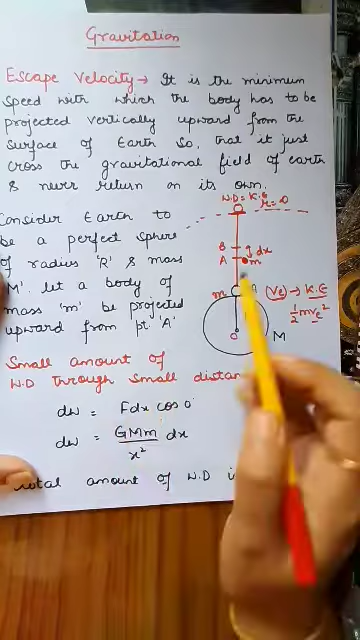 Gravitation
Escape Velocity → It is the minimum
speed with which the body has to be
projected vertically upward from the
surface of Earth so, that it just
cross the gravitational field of earth
& never return on its own.
Consider Earth to
be a perfect sphere
of radius 'R' & mass
'M'. let a body of
mass 'm' be projected
upward from pt. 'A'
W.D = K.E
B
dx
A
m
m
(Ve) → K.E
1/2 mVe²
O
M
Small amount of
W.D through small distan
dw = Fdx cos 0
dw = GMm/x² dx
total amount of W.D